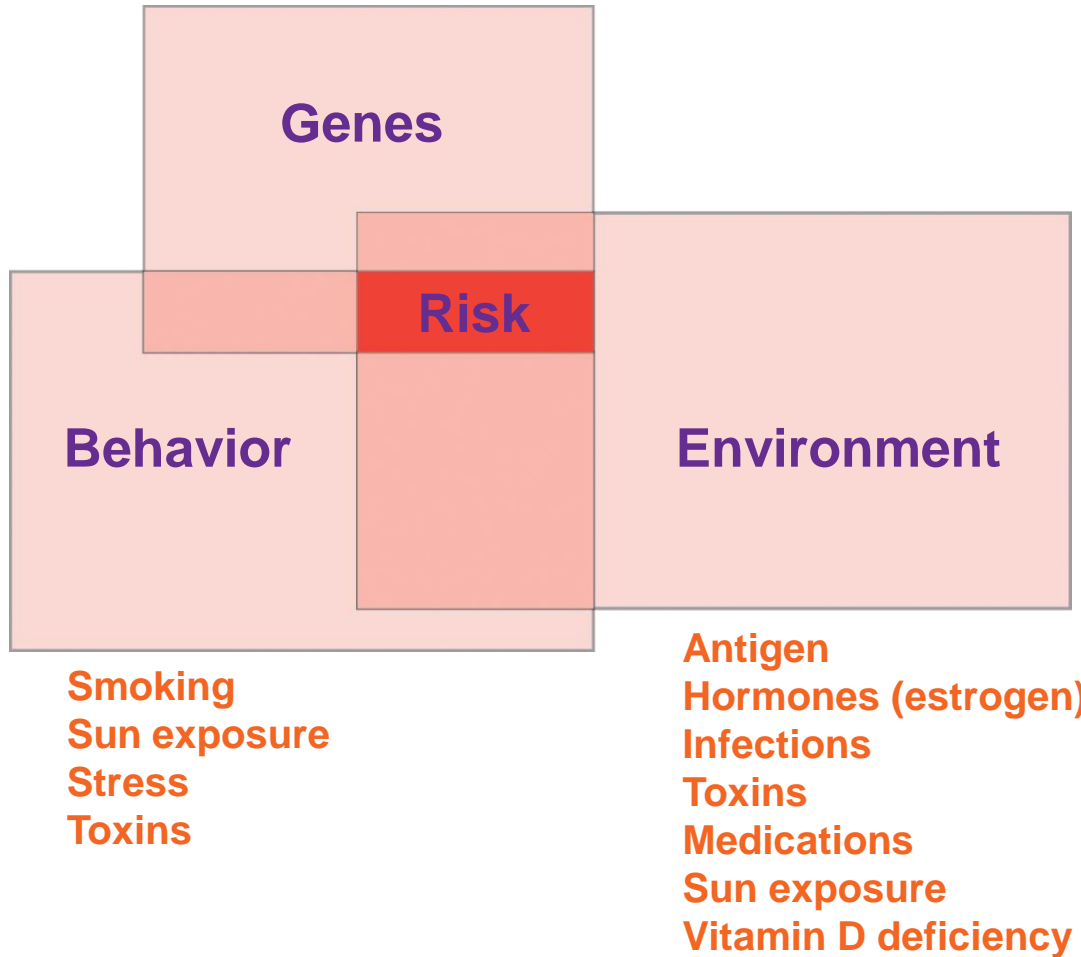 Genes
Risk
Behavior
Environment
Smoking
Sun exposure
Stress
Toxins
Antigen
Hormones (estrogen)
Infections
Toxins
Medications
Sun exposure
Vitamin D deficiency